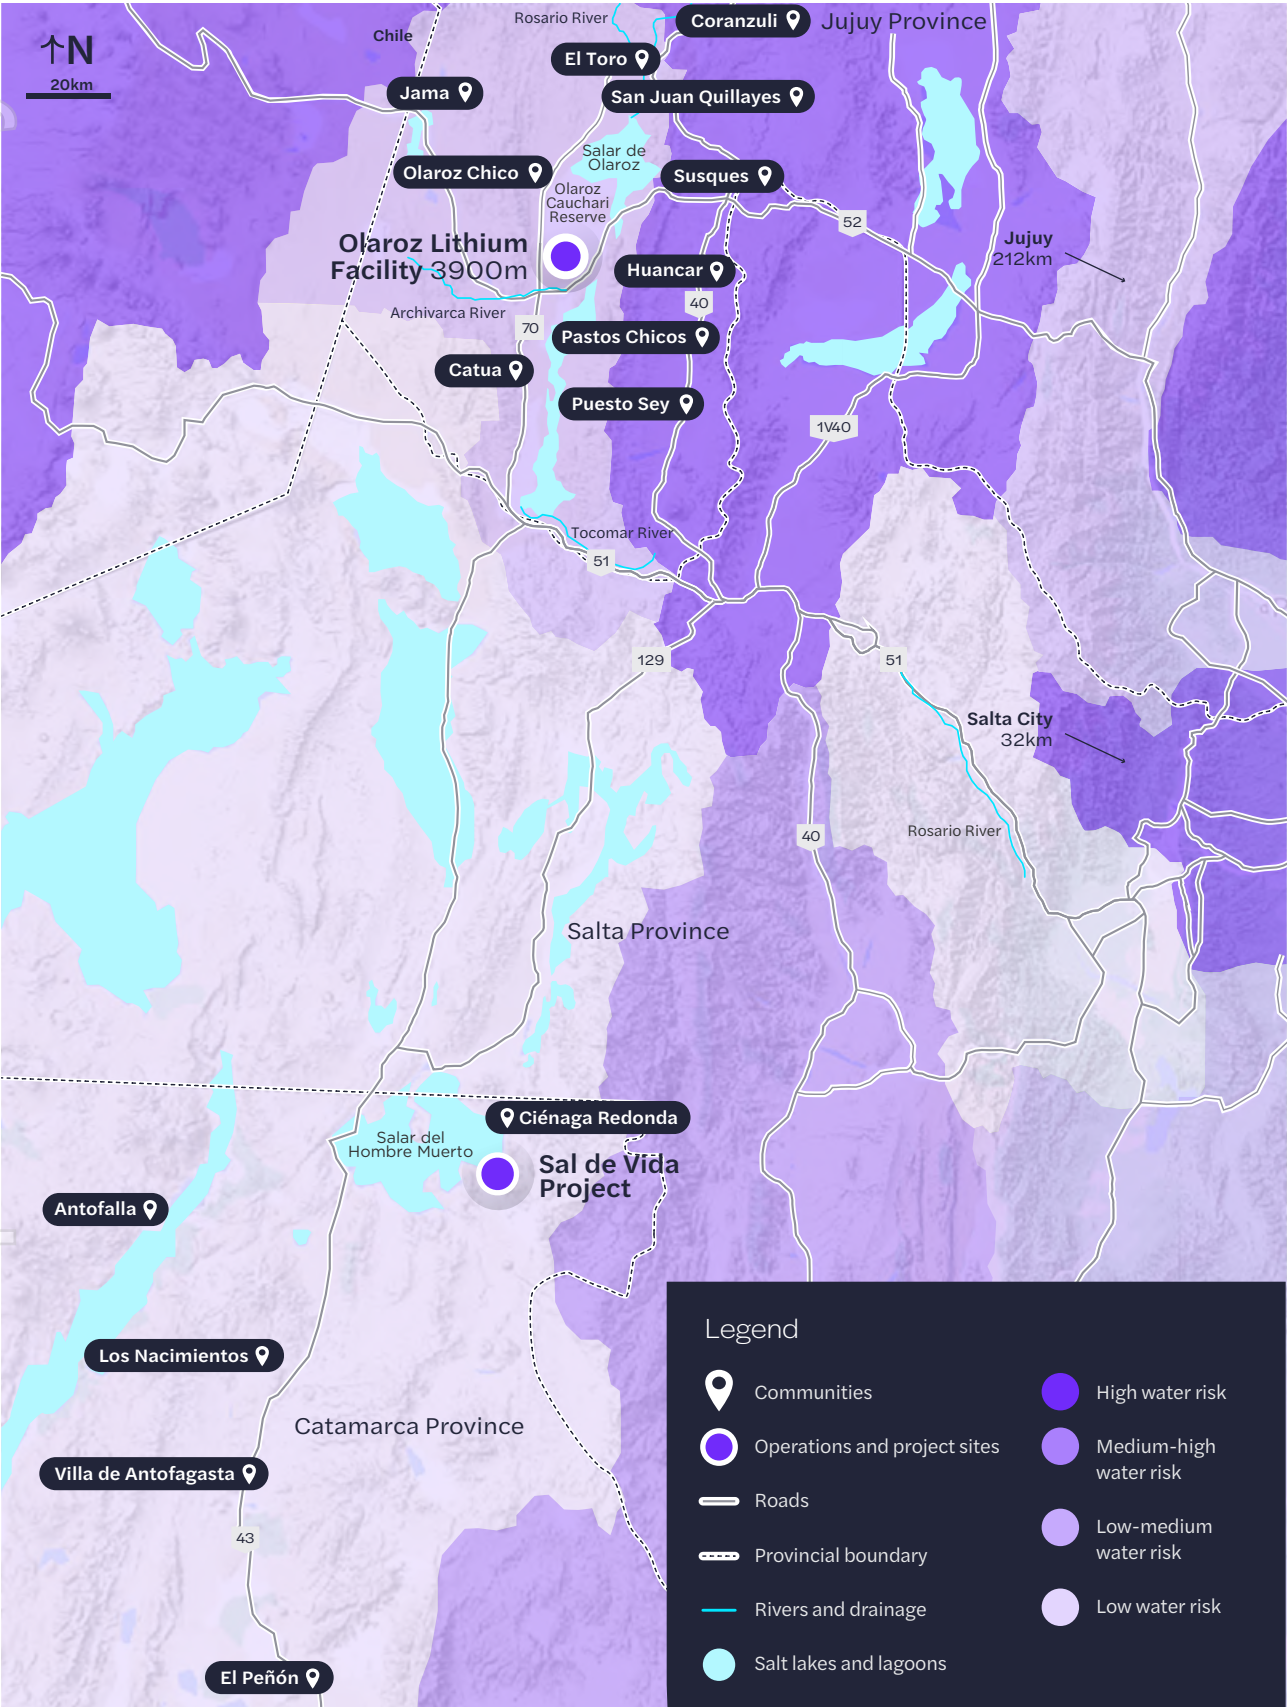 Rosario River
Coranzuli
Jujuy Province
Chile
N
El Toro
20km
Jama
San Juan Quillayes
Salar de
Olaroz
Olaroz Chico
Susques
Olaroz
Cauchari
Reserve
52
Olaroz Lithium
Facility 3900m
Jujuy
212km
Huancar
40
Archivarca River
70
Pastos Chicos
Catua
Puesto Sey
1V40
Tocomar River
51
129
51
Salta City
32km
Rosario River
40
Salta Province
Ciénaga Redonda
Salar del
Hombre Muerto
Sal de Vida
Project
Antofalla
Los Nacimientos
Catamarca Province
Villa de Antofagasta
43
El Peñón
Legend
Communities
Operations and project sites
Roads
Provincial boundary
Rivers and drainage
Salt lakes and lagoons
High water risk
Medium-high
water risk
Low-medium
water risk
Low water risk